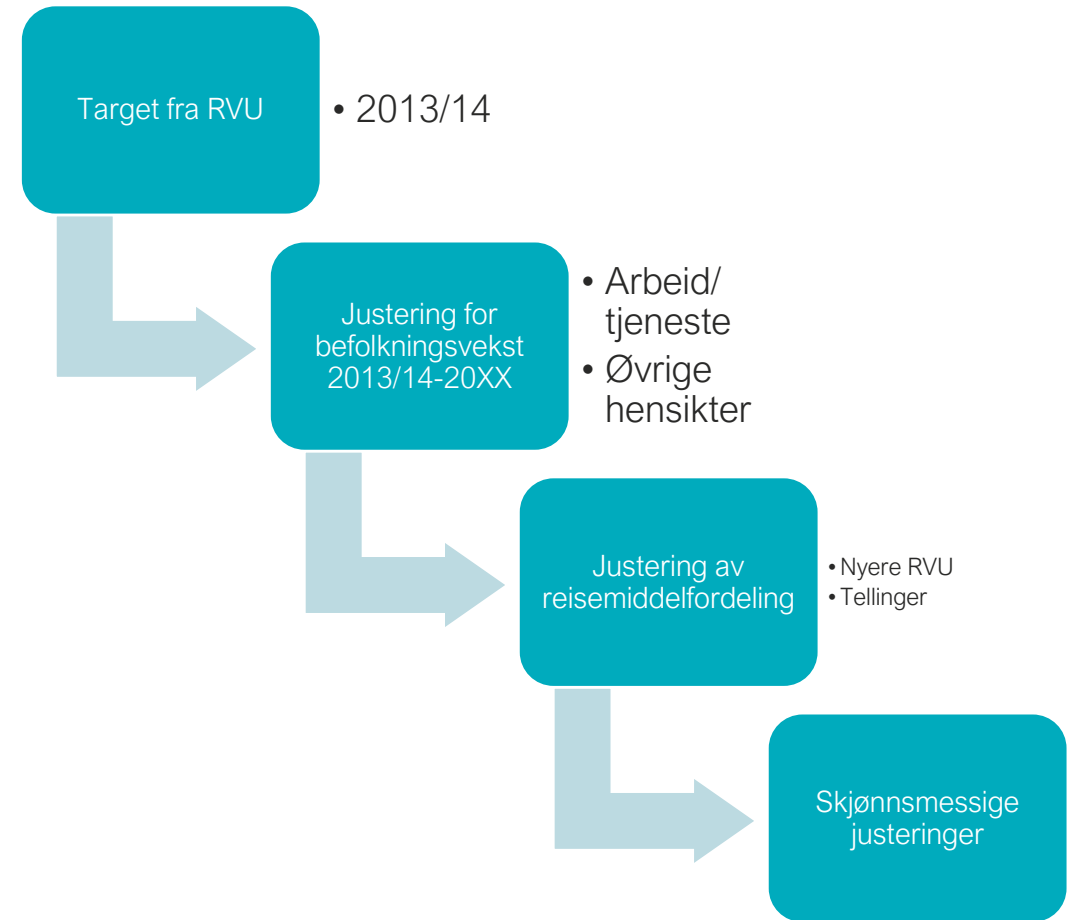 Target fra RVU
• 2013/14
Justering for
befolkningsvekst
2013/14-20XX
• Arbeid/
tjeneste
• Øvrige
hensikter
Justering av
reisemiddelfordeling
• Nyere RVU
• Tellinger
Skjønnsmessige
justeringer